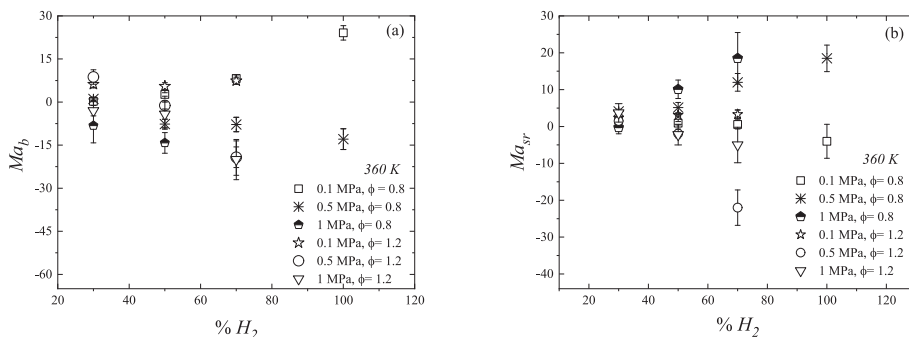 30
(a)
15
0
-15
-30
-45
-60
Ma_b
360 K
0.1 MPa, ϕ = 0.8
0.5 MPa, ϕ= 0.8
1 MPa, ϕ= 0.8
0.1 MPa, ϕ= 1.2
0.5 MPa, ϕ= 1.2
1 MPa, ϕ= 1.2
20 40 60 80 100 120
% H₂
30
(b)
20
10
0
-10
-20
-30
-40
Ma_sr
360 K
0.1 MPa, ϕ= 0.8
0.5 MPa, ϕ= 0.8
1 MPa, ϕ= 0.8
0.1 MPa, ϕ= 1.2
0.5 MPa, ϕ= 1.2
1 MPa, ϕ= 1.2
20 40 60 80 100 120
% H₂